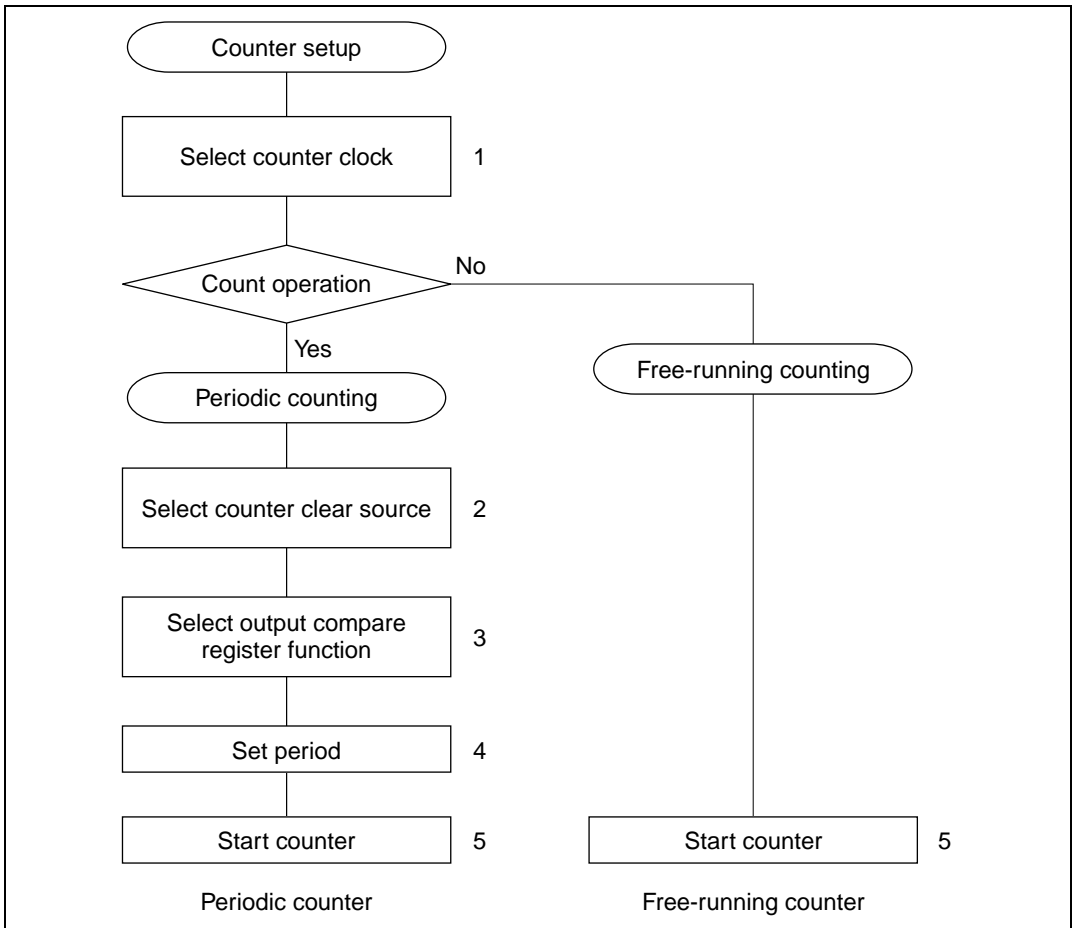 Counter setup
Select counter clock
1
Count operation
No
Yes
Free-running counting
Periodic counting
Select counter clear source
2
Select output compare
register function
3
Set period
4
Start counter
5
Start counter
5
Periodic counter
Free-running counter